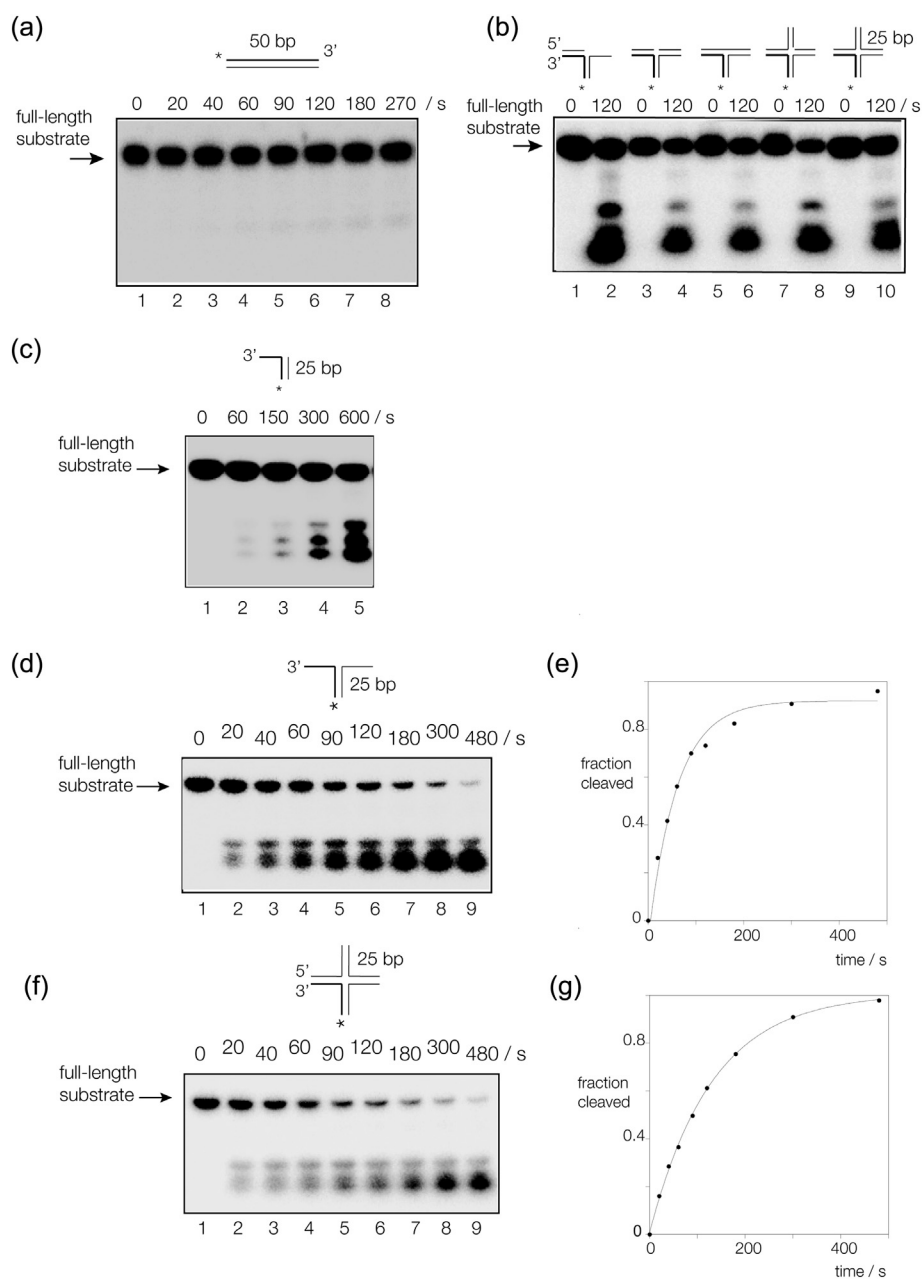 (a)
50 bp
* 3’
0 20 40 60 90 120 180 270 / s
full-length
substrate
1 2 3 4 5 6 7 8
(b)
25 bp
5’
3’
* * * * *
0 120 0 120 0 120 0 120 0 120 / s
full-length
substrate
1 2 3 4 5 6 7 8 9 10
(c)
3’
25 bp
*
0 60 150 300 600 / s
full-length
substrate
1 2 3 4 5
(d)
3’
25 bp
*
0 20 40 60 90 120 180 300 480 / s
full-length
substrate
1 2 3 4 5 6 7 8 9
(e)
0.8
fraction
cleaved
0.4
0
0 200 400
time / s
(f)
25 bp
5’
3’
*
0 20 40 60 90 120 180 300 480 / s
full-length
substrate
1 2 3 4 5 6 7 8 9
(g)
0.8
fraction
cleaved
0.4
0
0 200 400
time / s